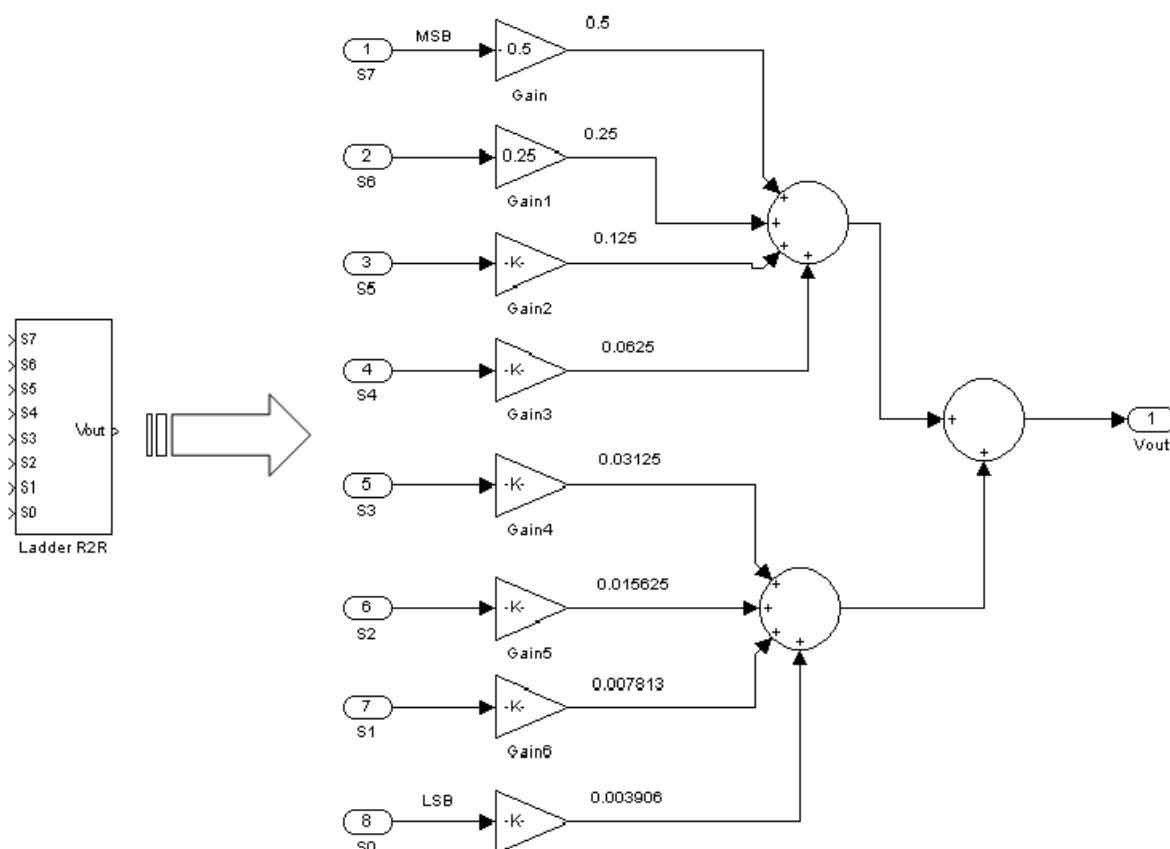 MSB
0.5
1
- 0.5
S7
Gain
0.25
2
0.25
S6
Gain1
0.125
3
-K-
S5
Gain2
0.0625
4
-K-
S4
Gain3
S7
S6
S5
S4
S3
S2
S1
S0
Vout
Ladder R2R
0.03125
5
-K-
S3
Gain4
0.015625
6
-K-
S2
Gain5
0.007813
7
-K-
S1
Gain6
LSB
0.003906
8
-K-
S0
+
+
+
+
+
+
+
+
+
+
1
Vout